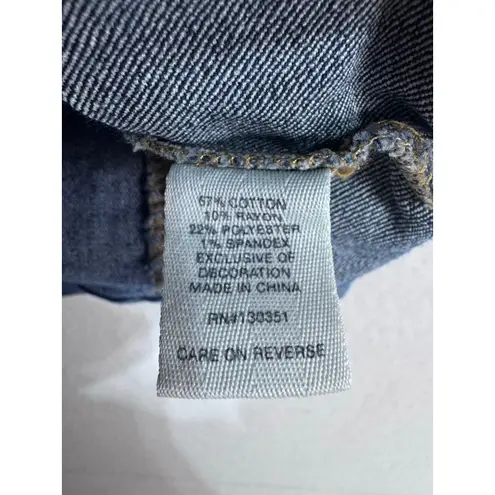 67% COTTON
10% RAYON
22% POLYESTER
1% SPANDEX
EXCLUSIVE OF
DECORATION
MADE IN CHINA
RN#130351
CARE ON REVERSE